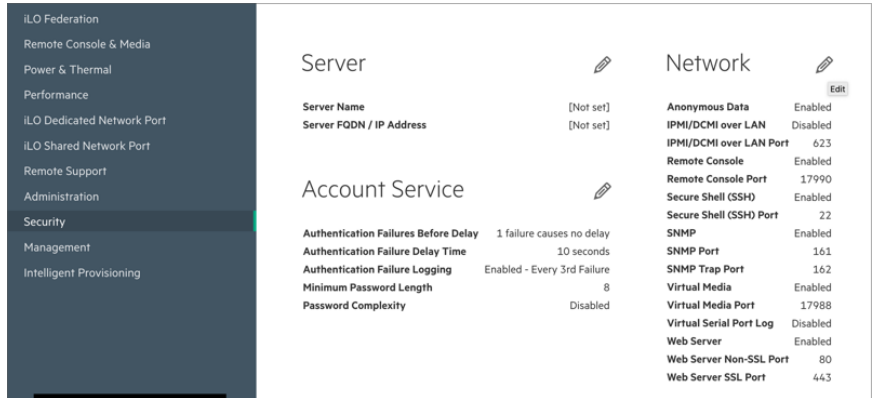 iLO Federation
Remote Console & Media
Power & Thermal
Performance
iLO Dedicated Network Port
iLO Shared Network Port
Remote Support
Administration
Security
Management
Intelligent Provisioning
Server
Server Name [Not set]
Server FQDN / IP Address [Not set]
Account Service
Authentication Failures Before Delay 1 failure causes no delay
Authentication Failure Delay Time 10 seconds
Authentication Failure Logging Enabled - Every 3rd Failure
Minimum Password Length 8
Password Complexity Disabled
Network
Edit
Anonymous Data Enabled
IPMI/DCMI over LAN Disabled
IPMI/DCMI over LAN Port 623
Remote Console Enabled
Remote Console Port 17990
Secure Shell (SSH) Enabled
Secure Shell (SSH) Port 22
SNMP Enabled
SNMP Port 161
SNMP Trap Port 162
Virtual Media Enabled
Virtual Media Port 17988
Virtual Serial Port Log Disabled
Web Server Enabled
Web Server Non-SSL Port 80
Web Server SSL Port 443